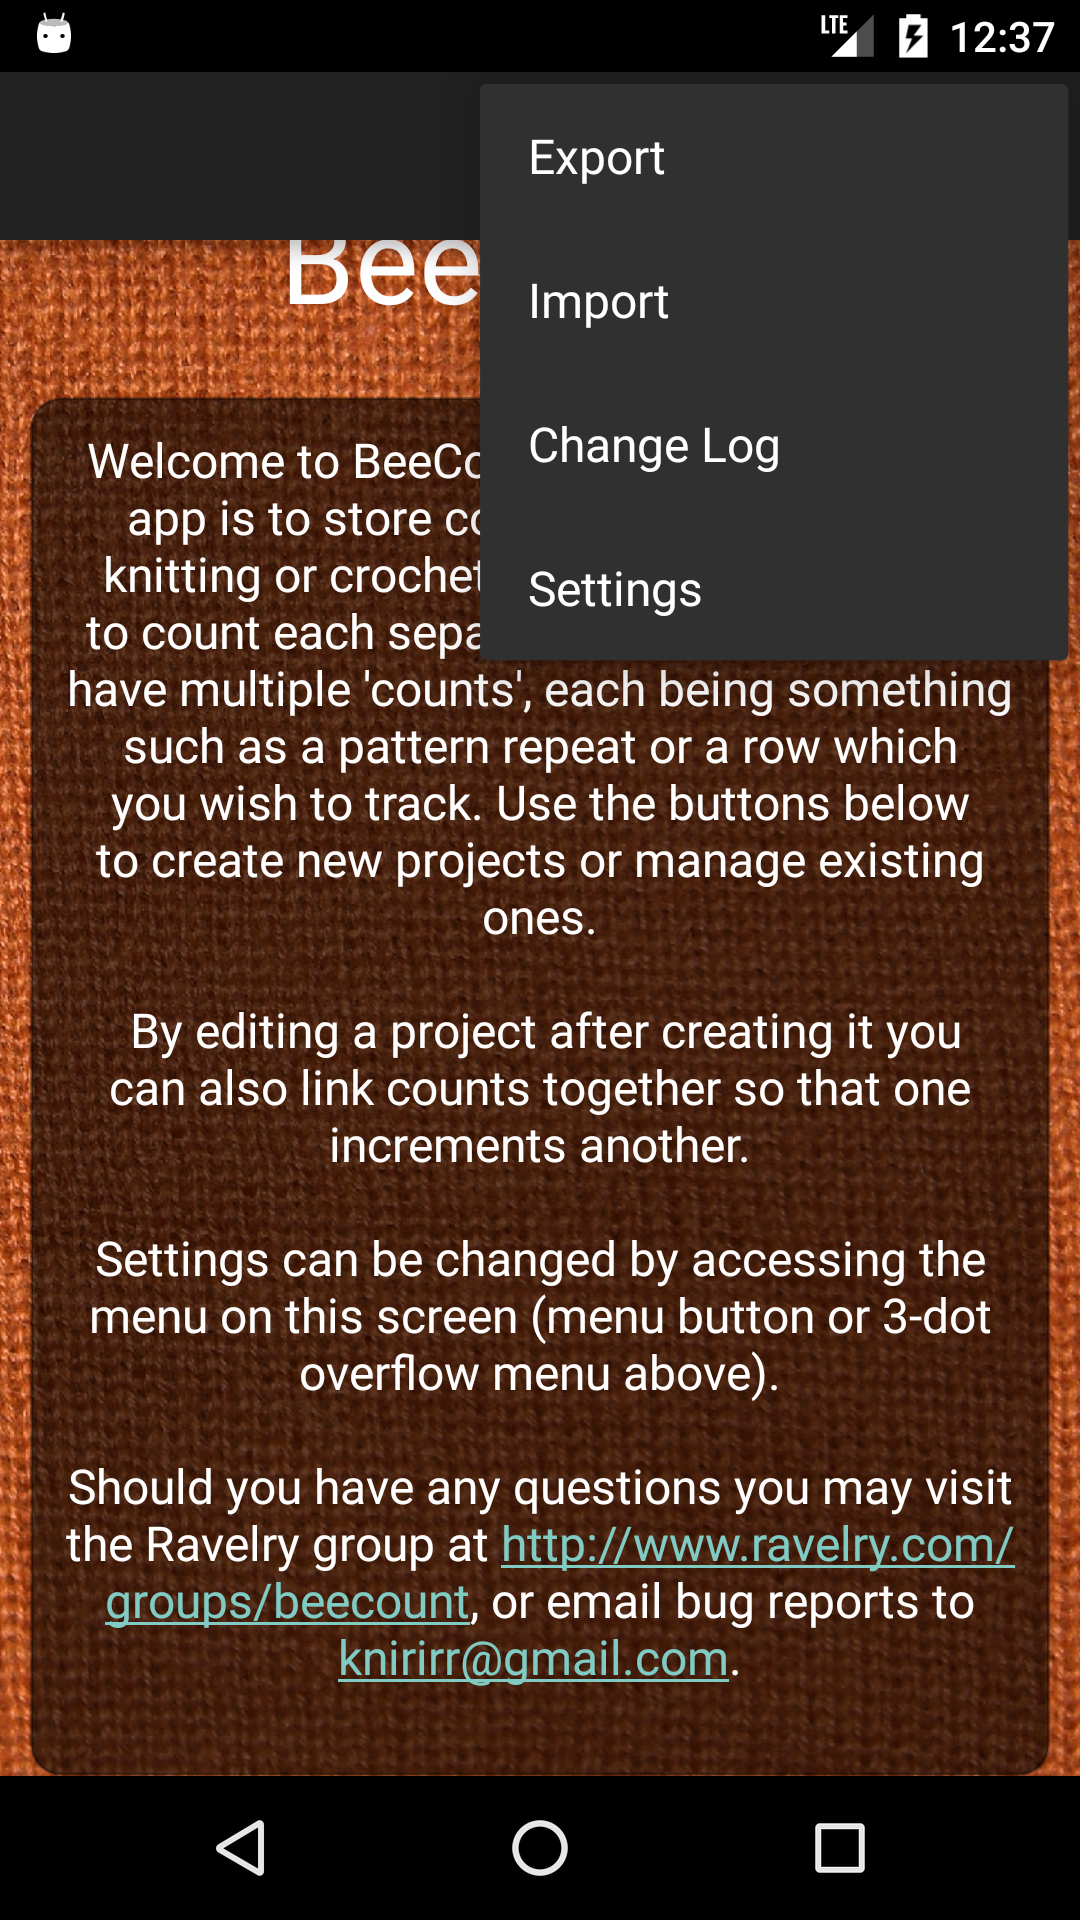 LTE 12:37
Export
Import
Change Log
Settings
Bee
Welcome to BeeCo
app is to store co
knitting or crochet
to count each sepa
have multiple 'counts', each being something
such as a pattern repeat or a row which
you wish to track. Use the buttons below
to create new projects or manage existing
ones.
By editing a project after creating it you
can also link counts together so that one
increments another.
Settings can be changed by accessing the
menu on this screen (menu button or 3-dot
overflow menu above).
Should you have any questions you may visit
the Ravelry group at http://www.ravelry.com/
groups/beecount, or email bug reports to
knirirr@gmail.com.